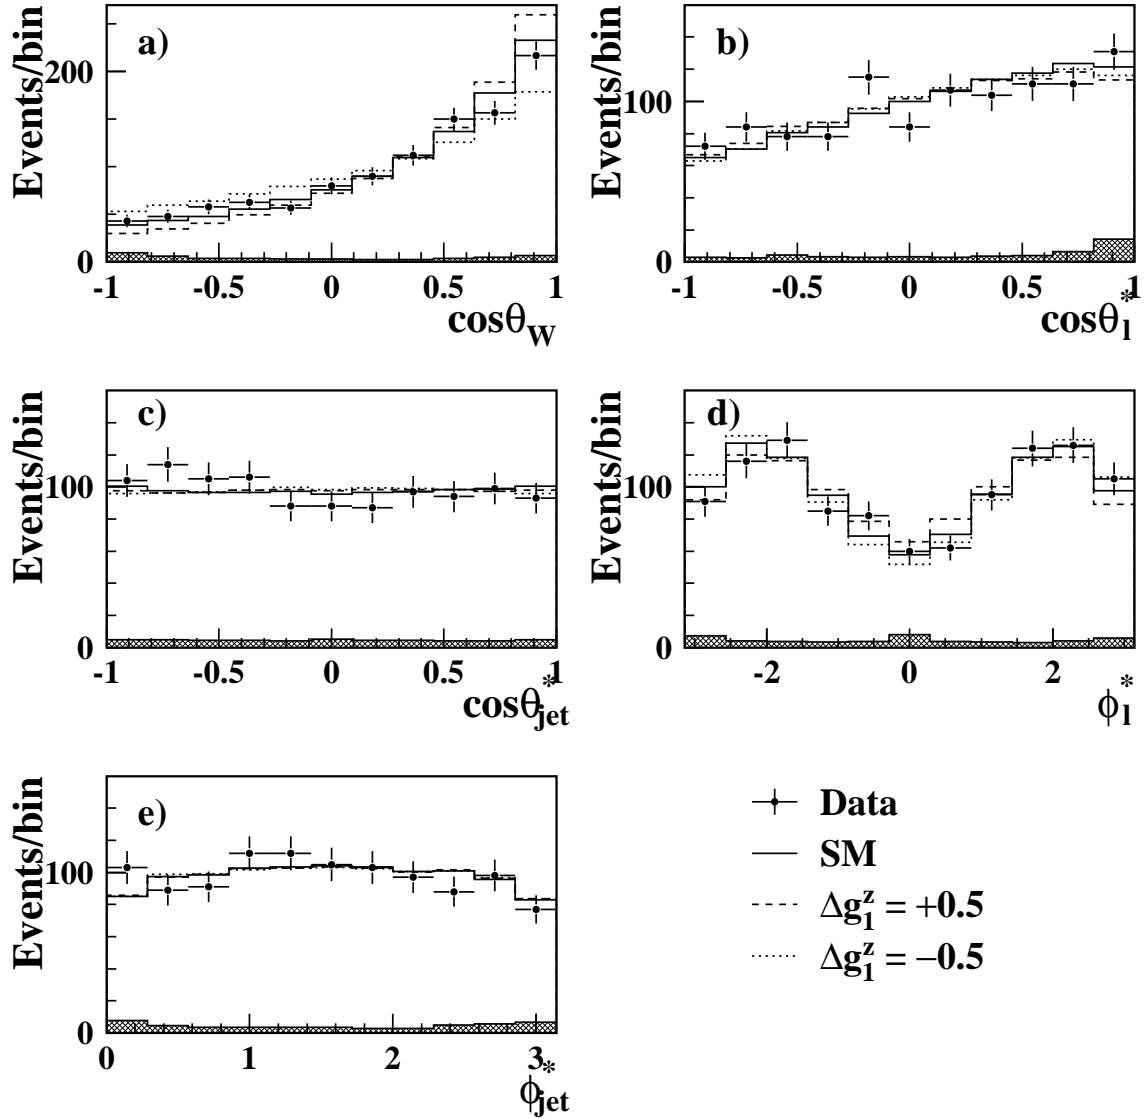 a)
Events/bin
200
0
-1 -0.5 0 0.5 1
cosθW
b)
Events/bin
100
0
-1 -0.5 0 0.5 1
cosθl*
c)
Events/bin
100
0
-1 -0.5 0 0.5 1
cosθjet*
d)
Events/bin
100
0
-2 0 2
ϕl*
e)
Events/bin
100
0
0 1 2 3
ϕjet*
Data
SM
Δg1z = +0.5
Δg1z = −0.5